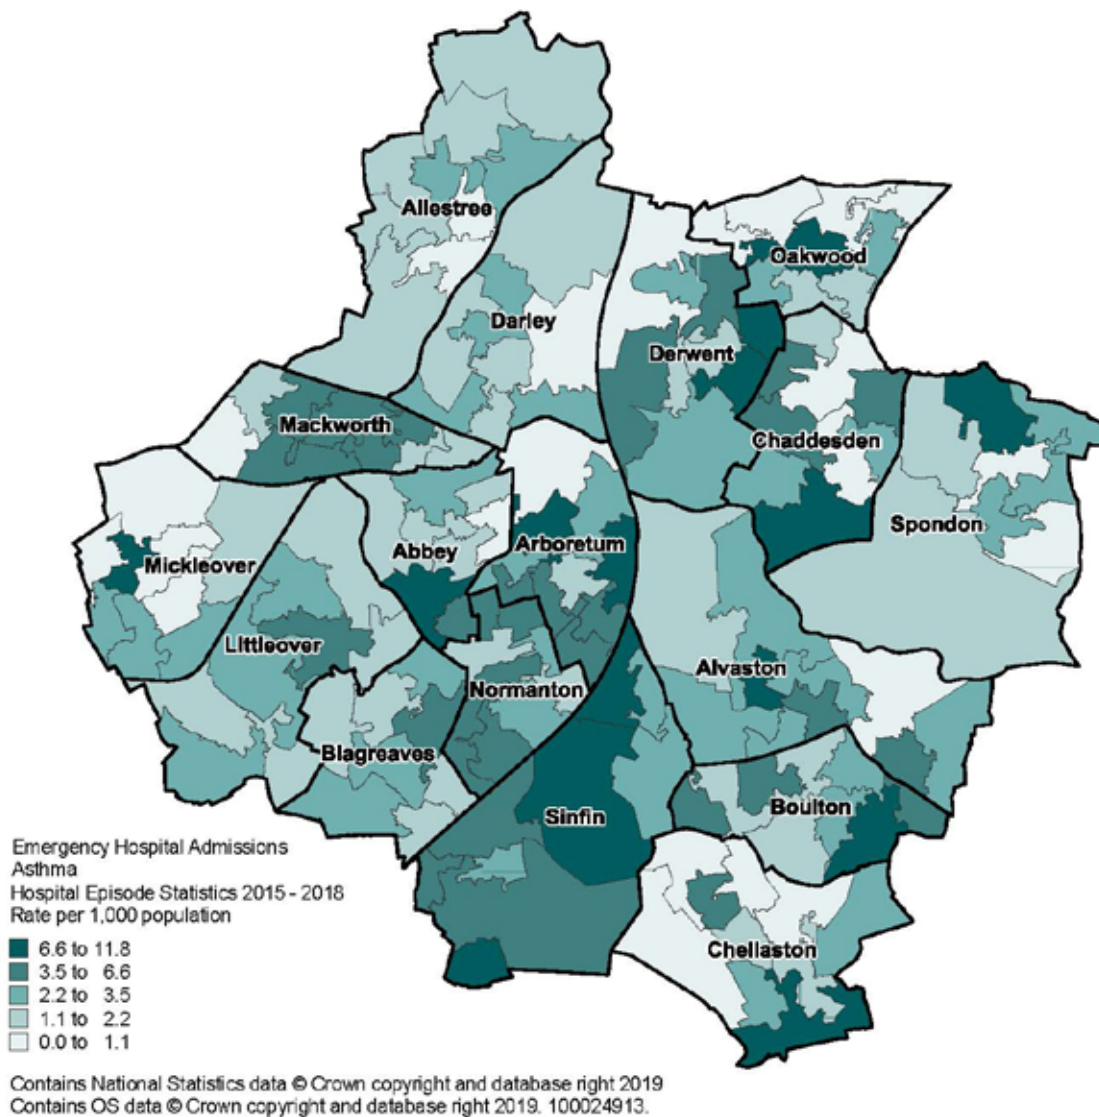 Allestree
Oakwood
Darley
Derwent
Mackworth
Chaddesden
Spondon
Abbey
Arboretum
Mickleover
Littleover
Alvaston
Normanton
Blagreaves
Sinfin
Boulton
Chellaston
Emergency Hospital Admissions
Asthma
Hospital Episode Statistics 2015 - 2018
Rate per 1,000 population
6.6 to 11.8
3.5 to 6.6
2.2 to 3.5
1.1 to 2.2
0.0 to 1.1
Contains National Statistics data © Crown copyright and database right 2019
Contains OS data © Crown copyright and database right 2019. 100024913.